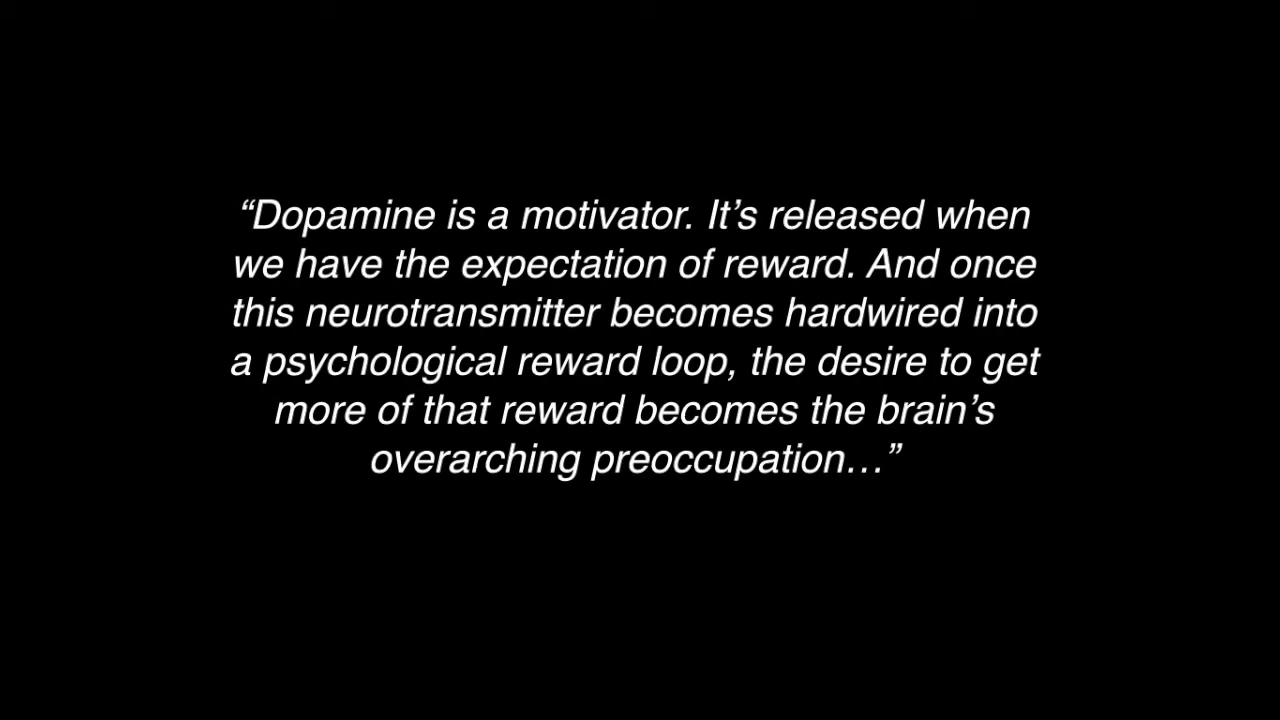 “Dopamine is a motivator. It’s released when
we have the expectation of reward. And once
this neurotransmitter becomes hardwired into
a psychological reward loop, the desire to get
more of that reward becomes the brain’s
overarching preoccupation…”